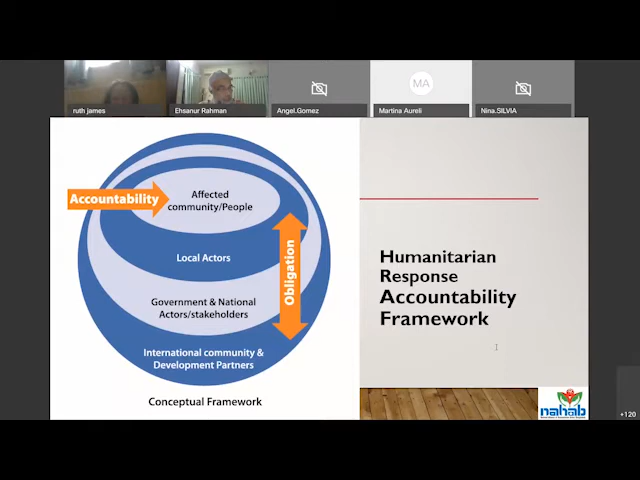 MA
ruth james
Ehsanur Rahman
Angel.Gomez
Martina Aureli
Nina.SILVIA
Accountability
Affected
community/People
Local Actors
Obligation
Government & National
Actors/stakeholders
International community &
Development Partners
Conceptual Framework
Humanitarian
Response
Accountability
Framework
nahab
+120